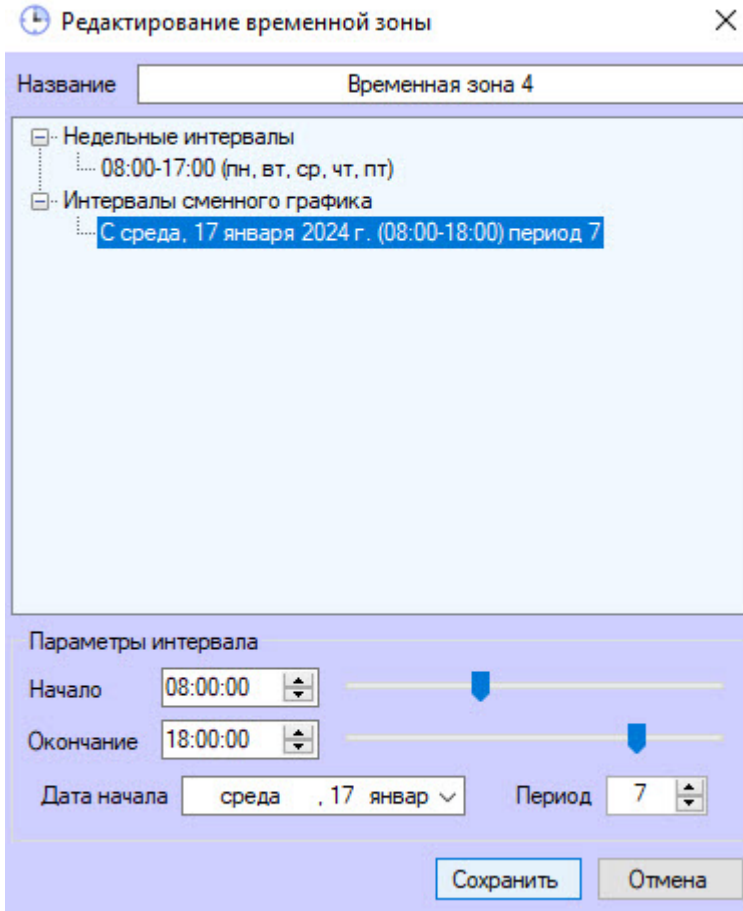 Редактирование временной зоны
Название Временная зона 4
Недельные интервалы
08:00-17:00 (пн, вт, ср, чт, пт)
Интервалы сменного графика
С среда, 17 января 2024 г. (08:00-18:00) период 7
Параметры интервала
Начало 08:00:00
Окончание 18:00:00
Дата начала среда , 17 январ Период 7
Сохранить Отмена